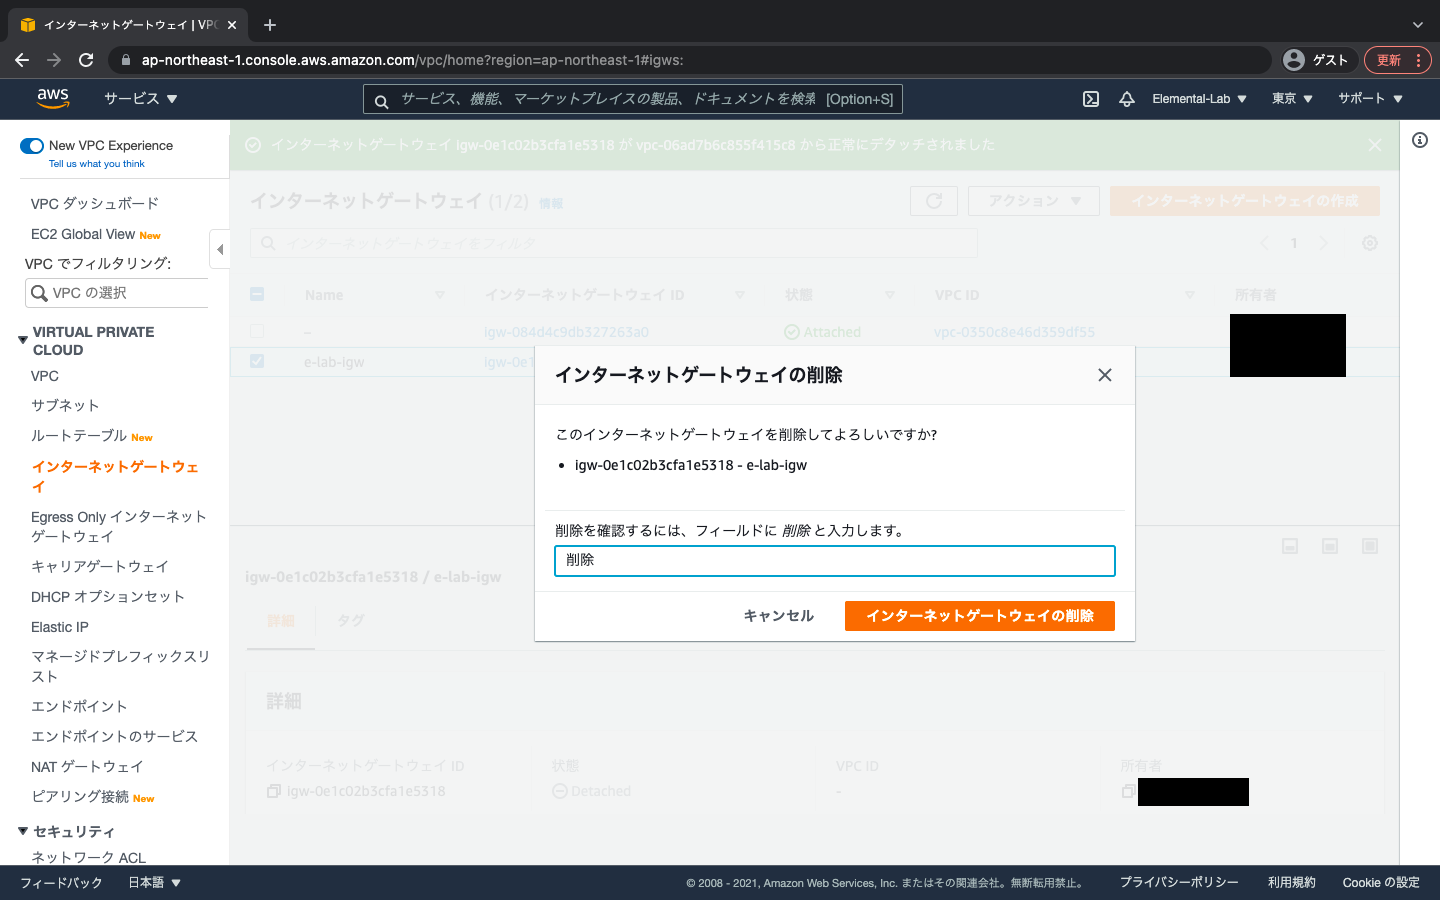 インターネットゲートウェイ | VPC
ap-northeast-1.console.aws.amazon.com/vpc/home?region=ap-northeast-1#igws:
ゲスト
更新
aws
サービス
サービス、機能、マーケットプレイスの製品、ドキュメントを検索 [Option+S]
Elemental-Lab
東京
サポート
New VPC Experience
Tell us what you think
VPC ダッシュボード
EC2 Global View New
VPC でフィルタリング:
VPC の選択
VIRTUAL PRIVATE
CLOUD
VPC
サブネット
ルートテーブル New
インターネットゲートウェ
イ
Egress Only インターネット
ゲートウェイ
キャリアゲートウェイ
DHCP オプションセット
Elastic IP
マネージドプレフィックスリ
スト
エンドポイント
エンドポイントのサービス
NAT ゲートウェイ
ピアリング接続 New
セキュリティ
ネットワーク ACL
インターネットゲートウェイ igw-0e1c02b3cfa1e5318 が vpc-06ad7b6c855f415c8 から正常にデタッチされました
インターネットゲートウェイ (1/2) 情報
アクション
インターネットゲートウェイの作成
インターネットゲートウェイをフィルタ
1
Name インターネットゲートウェイ ID 状態 VPC ID 所有者
– igw-084d4c9db327263a0 Attached vpc-0350c8e46d359df55
e-lab-igw igw-0e1
インターネットゲートウェイの削除
このインターネットゲートウェイを削除してよろしいですか?
• igw-0e1c02b3cfa1e5318 - e-lab-igw
削除を確認するには、フィールドに 削除 と入力します。
削除
キャンセル
インターネットゲートウェイの削除
igw-0e1c02b3cfa1e5318 / e-lab-igw
詳細
タグ
詳細
インターネットゲートウェイ ID
igw-0e1c02b3cfa1e5318
状態
Detached
VPC ID
–
所有者
フィードバック
日本語
© 2008 - 2021, Amazon Web Services, Inc. またはその関連会社。無断転用禁止。
プライバシーポリシー
利用規約
Cookie の設定